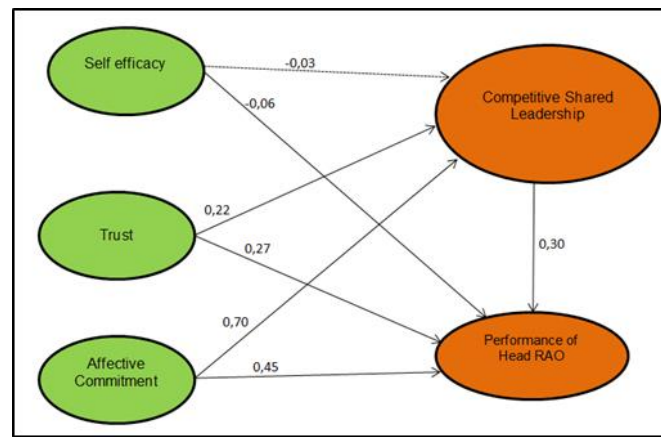 Self efficacy
-0,03
Competitive Shared
Leadership
-0,06
0,22
Trust
0,27
0,30
0,70
Performance of
Head RAO
Affective
Commitment
0,45